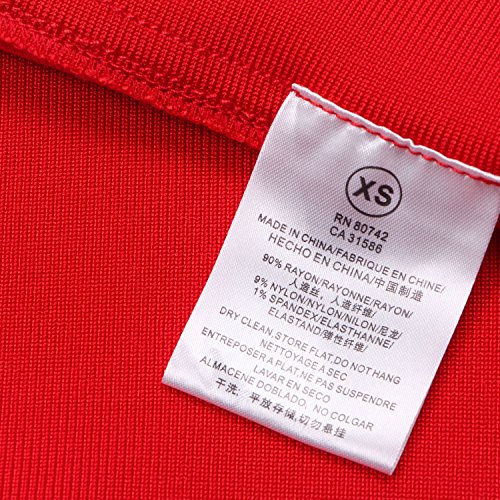 XS
RN 80742
CA 31586
MADE IN CHINA/FABRIQUE EN CHINE/
HECHO EN CHINA/中国制造
90% RAYON/RAYONNE/RAYON/
人造丝，人造纤维/
9% NYLON/NYLON/NILON/尼龙/
1% SPANDEX/ELASTHANNE/
ELASTAND/弹性纤维/
DRY CLEAN.STORE FLAT.DO NOT HANG
ENTREPOSER A PLAT.NE PAS SUSPENDRE
NETTOYAGE A SEC
LAVAR EN SECO
ALMACENE DOBLADO, NO COLGAR
干洗, 平放存储,切勿悬挂